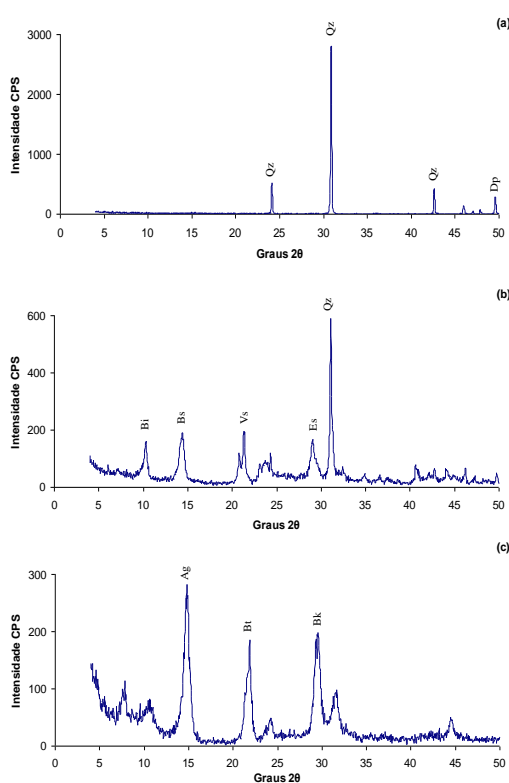 (a)
3000
2000
1000
0
Intensidade CPS
Qz
Qz
Qz
Dp
0 5 10 15 20 25 30 35 40 45 50
Graus 2θ
(b)
600
400
200
0
Intensidade CPS
Bi
Bs
Vs
Es
Qz
0 5 10 15 20 25 30 35 40 45 50
Graus 2θ
(c)
300
200
100
0
Intensidade CPS
Ag
Bt
Bk
0 5 10 15 20 25 30 35 40 45 50
Graus 2θ